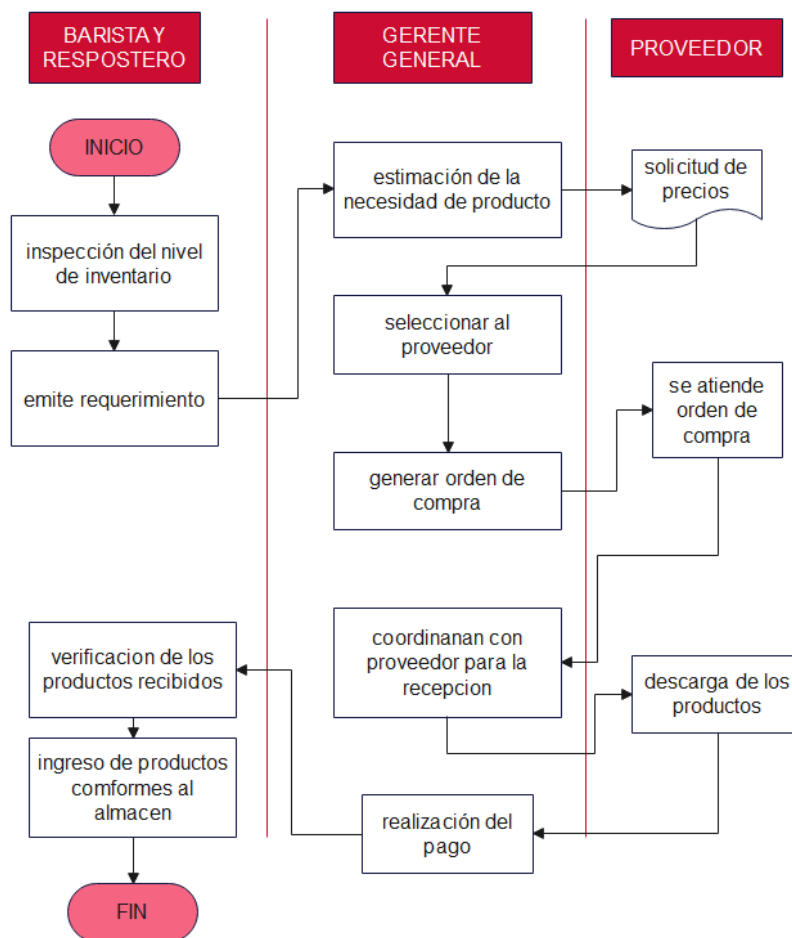 BARISTA Y
RESPOSTERO
GERENTE
GENERAL
PROVEEDOR
INICIO
estimación de la
necesidad de producto
solicitud de
precios
inspección del nivel
de inventario
seleccionar al
proveedor
emite requerimiento
se atiende
orden de
compra
generar orden de
compra
coordinanan con
proveedor para la
recepcion
verificacion de los
productos recibidos
descarga de los
productos
ingreso de productos
comformes al
almacen
realización del
pago
FIN